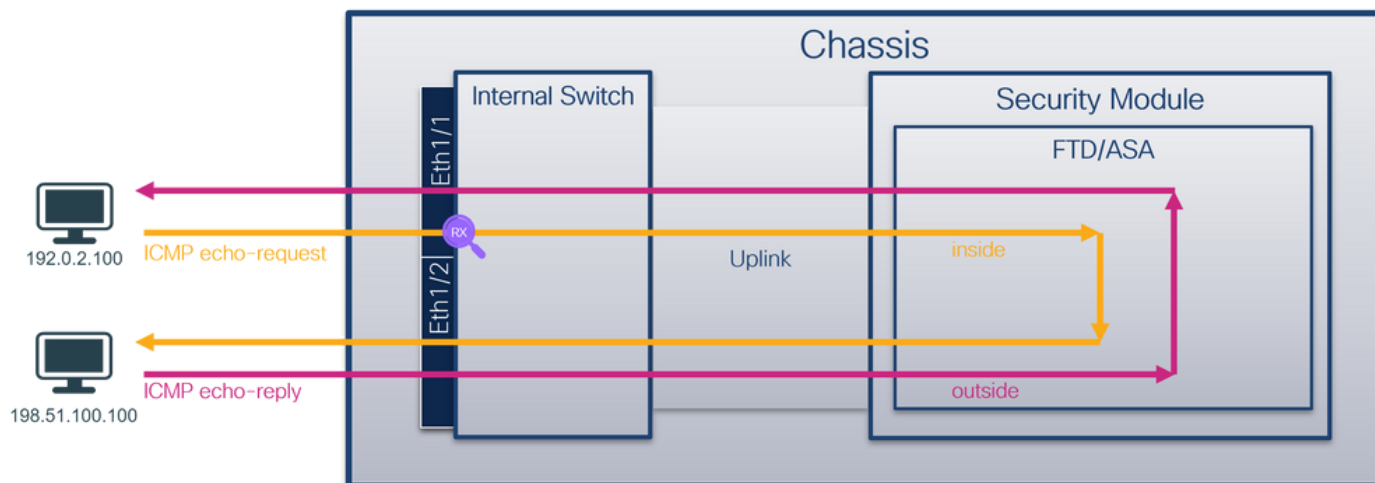 Chassis
Internal Switch
Security Module
FTD/ASA
Eth1/1
192.0.2.100
ICMP echo-request
RX
Uplink
inside
Eth1/2
198.51.100.100
ICMP echo-reply
outside